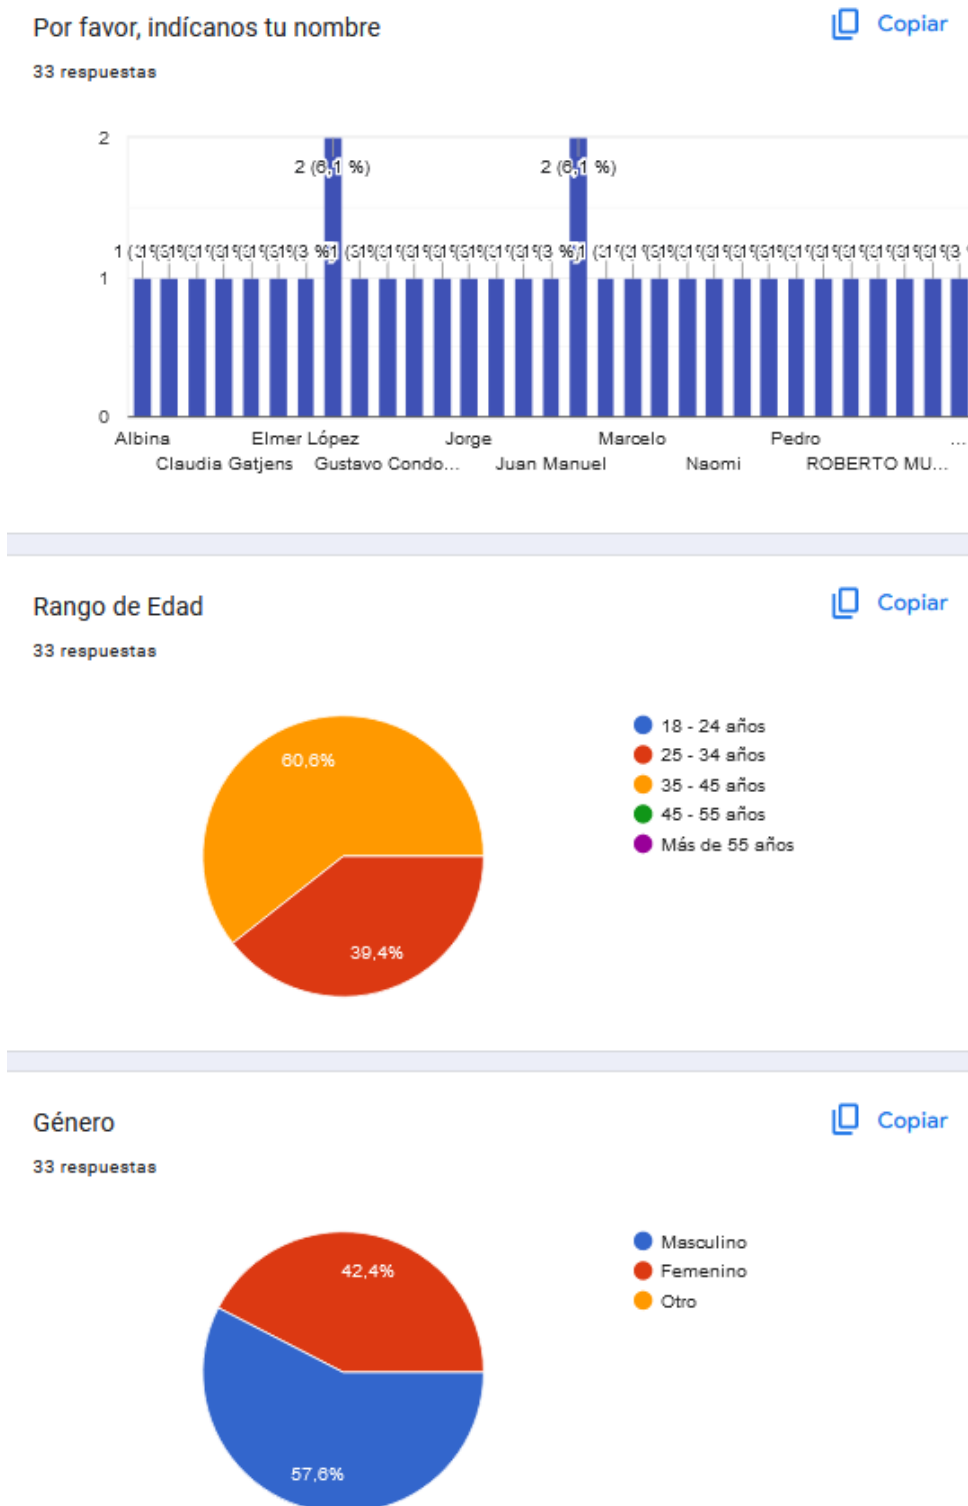 Por favor, indícanos tu nombre
Copiar
33 respuestas
2
2 (6,1 %)
2 (6,1 %)
1
0
Albina
Elmer López
Jorge
Marcelo
Pedro
...
Claudia Gatjens
Gustavo Condo...
Juan Manuel
Naomi
ROBERTO MU...
Rango de Edad
Copiar
33 respuestas
60,6%
39,4%
18 - 24 años
25 - 34 años
35 - 45 años
45 - 55 años
Más de 55 años
Género
Copiar
33 respuestas
42,4%
57,6%
Masculino
Femenino
Otro